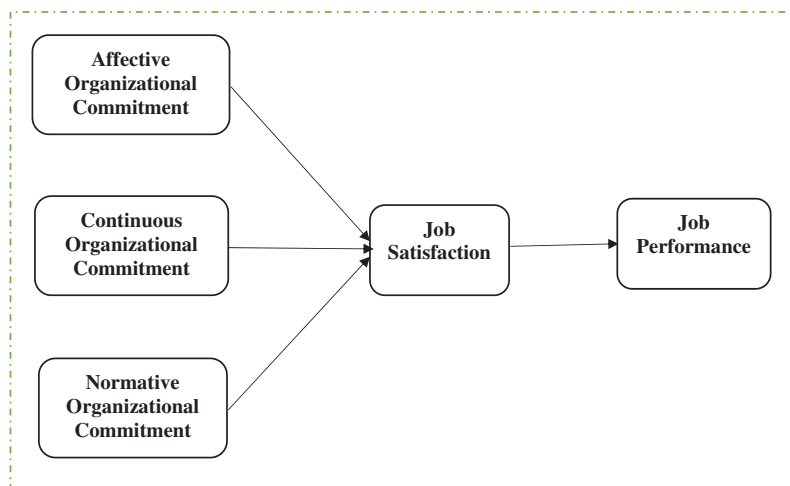 Affective
Organizational
Commitment
Continuous
Organizational
Commitment
Normative
Organizational
Commitment
Job
Satisfaction
Job
Performance